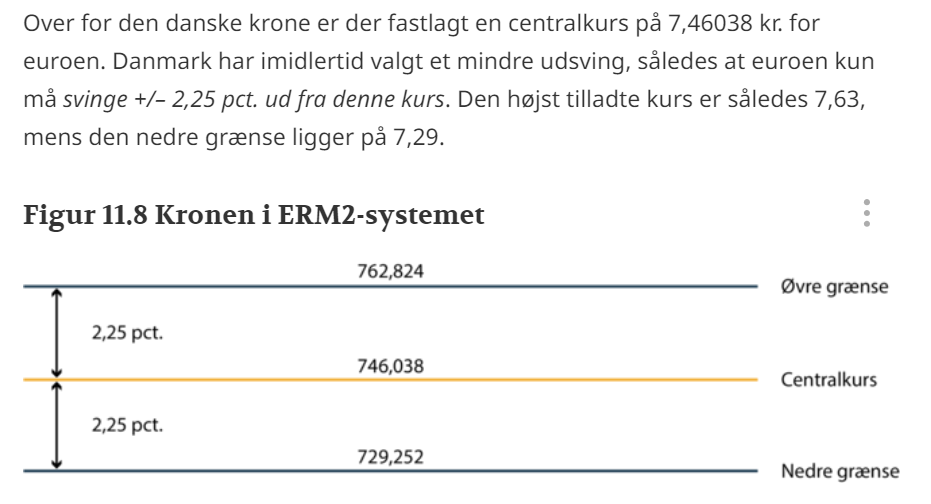 Over for den danske krone er der fastlagt en centralkurs på 7,46038 kr. for
euroen. Danmark har imidlertid valgt et mindre udsving, således at euroen kun
må svinge +/– 2,25 pct. ud fra denne kurs. Den højst tilladte kurs er således 7,63,
mens den nedre grænse ligger på 7,29.
Figur 11.8 Kronen i ERM2-systemet
762,824
Øvre grænse
2,25 pct.
746,038
Centralkurs
2,25 pct.
729,252
Nedre grænse